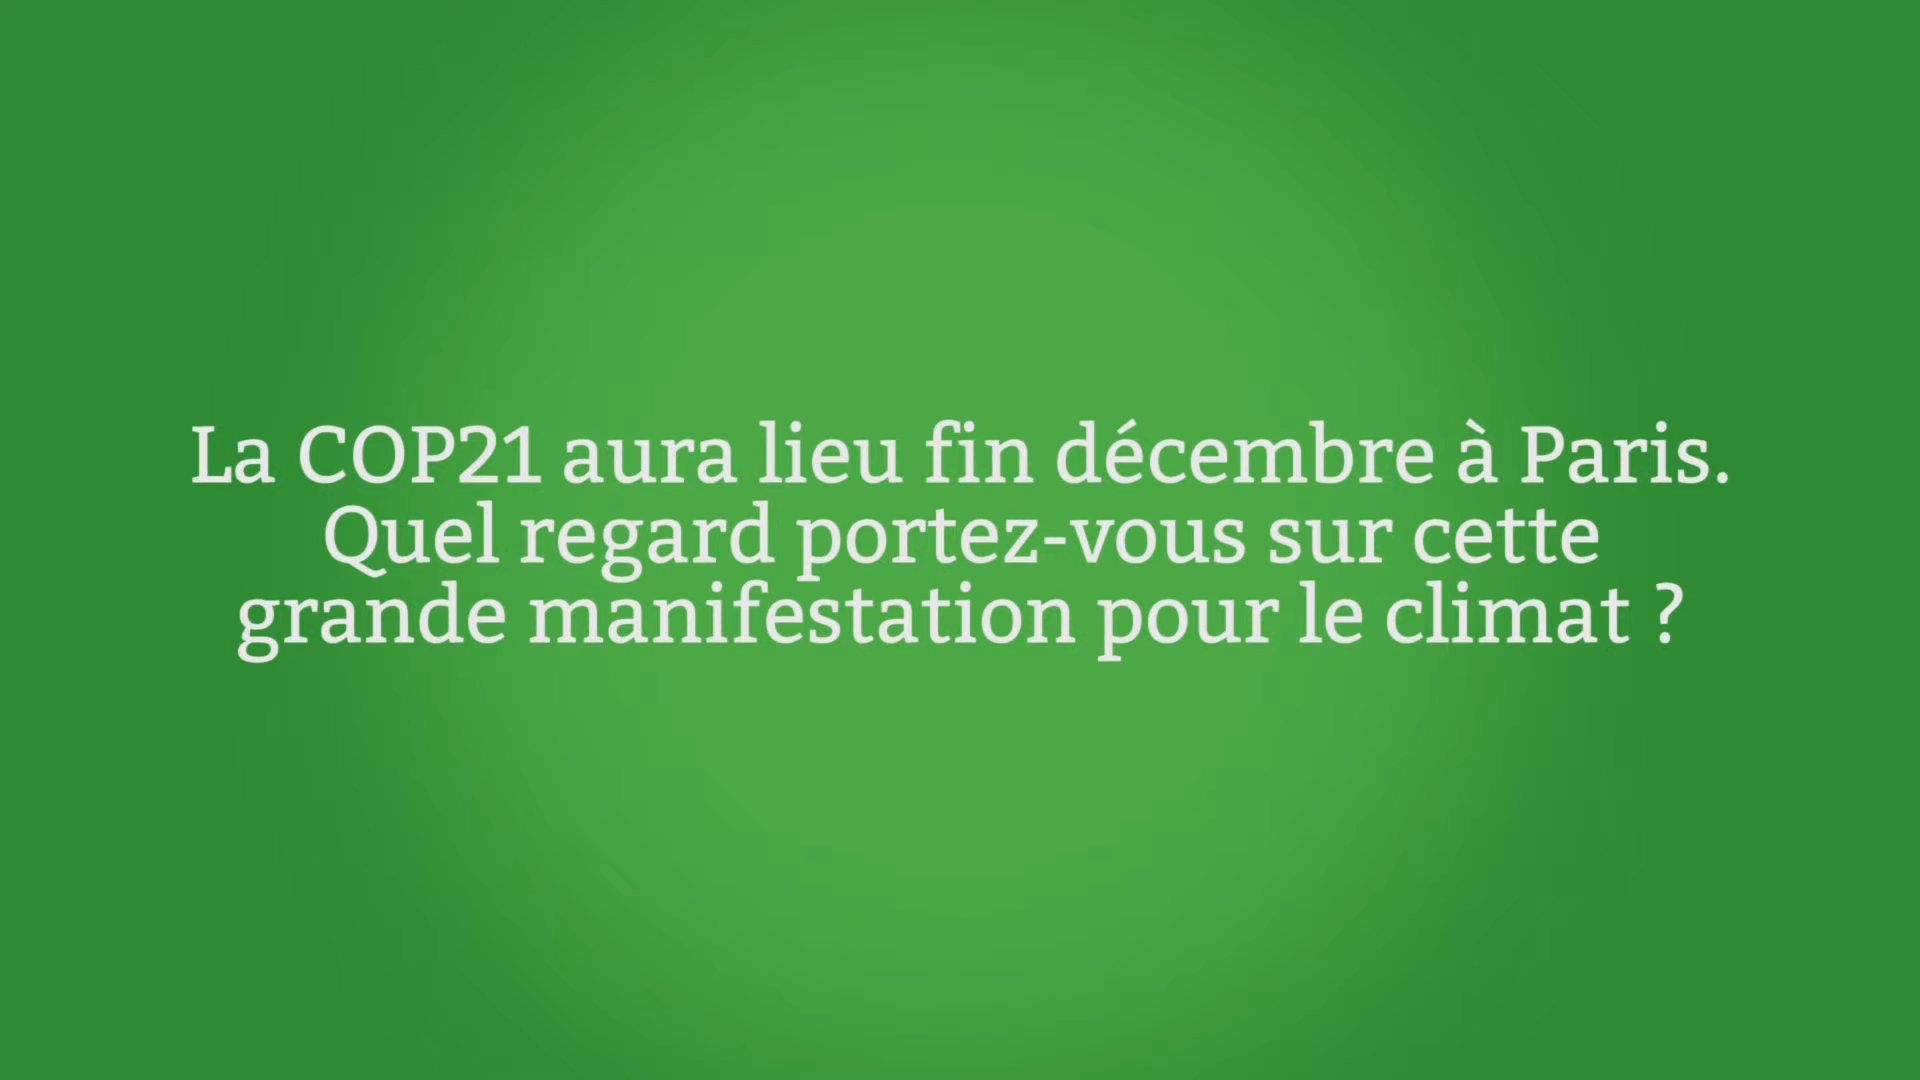 La COP21 aura lieu fin décembre à Paris.
Quel regard portez-vous sur cette
grande manifestation pour le climat ?